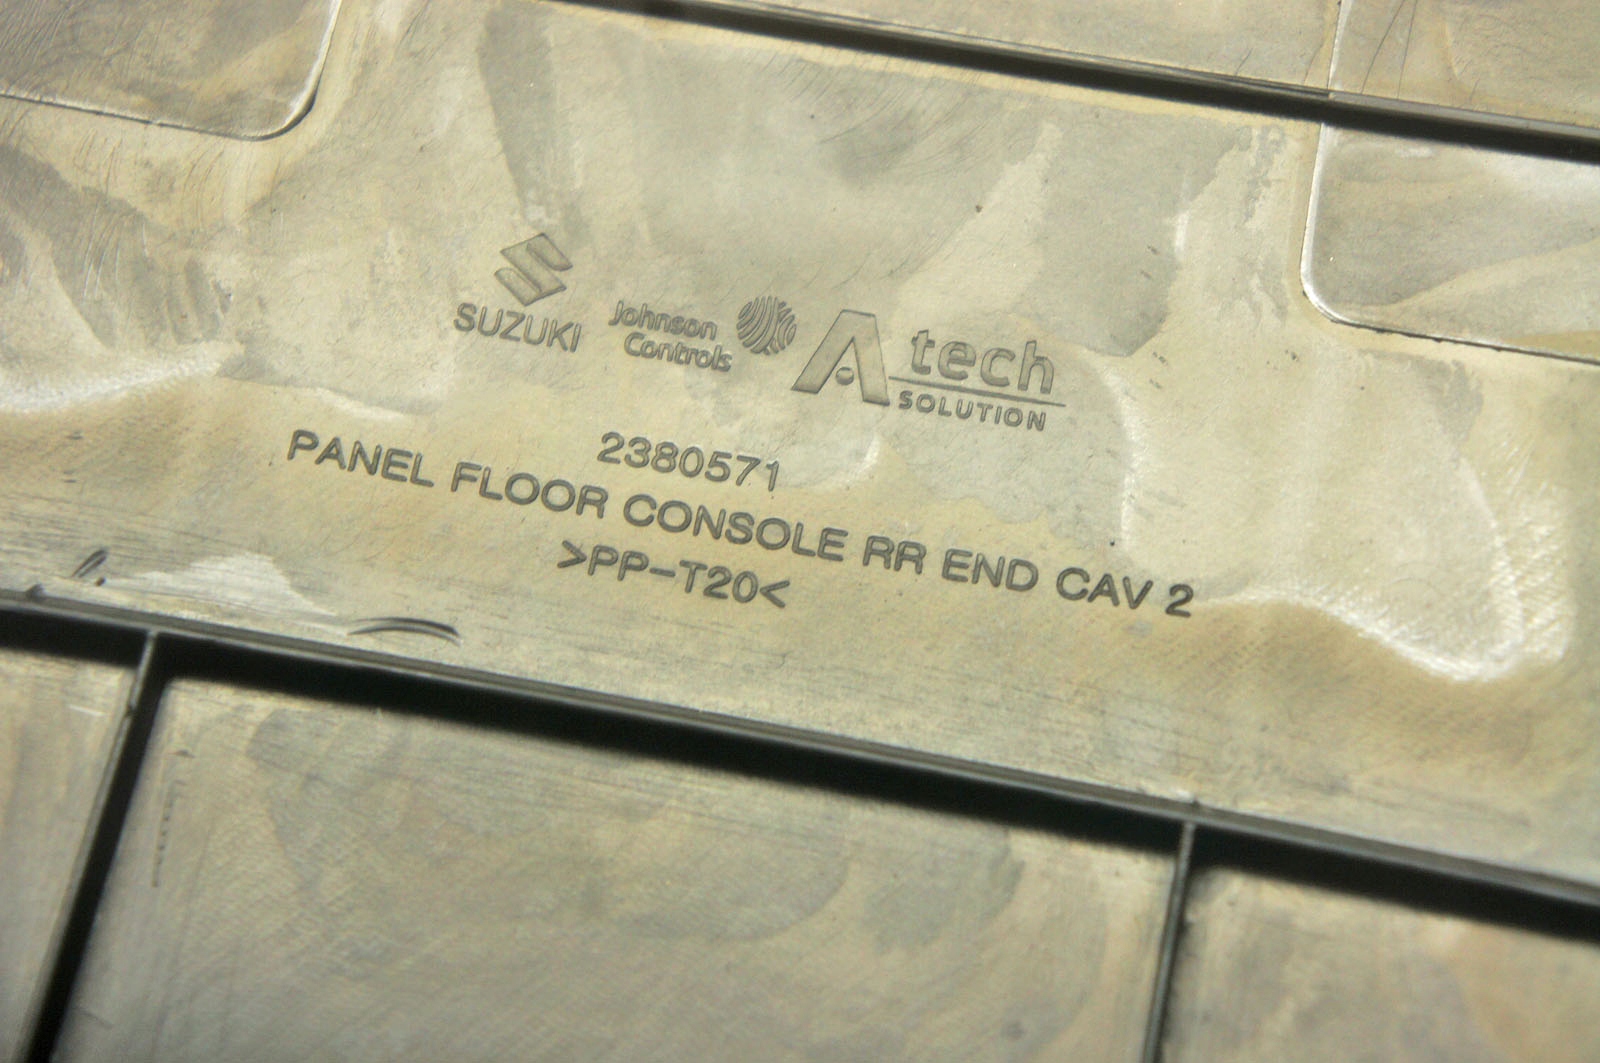 SUZUKI
Johnson
Controls
A tech
SOLUTION
2380571
PANEL FLOOR CONSOLE RR END CAV 2
>PP-T20<